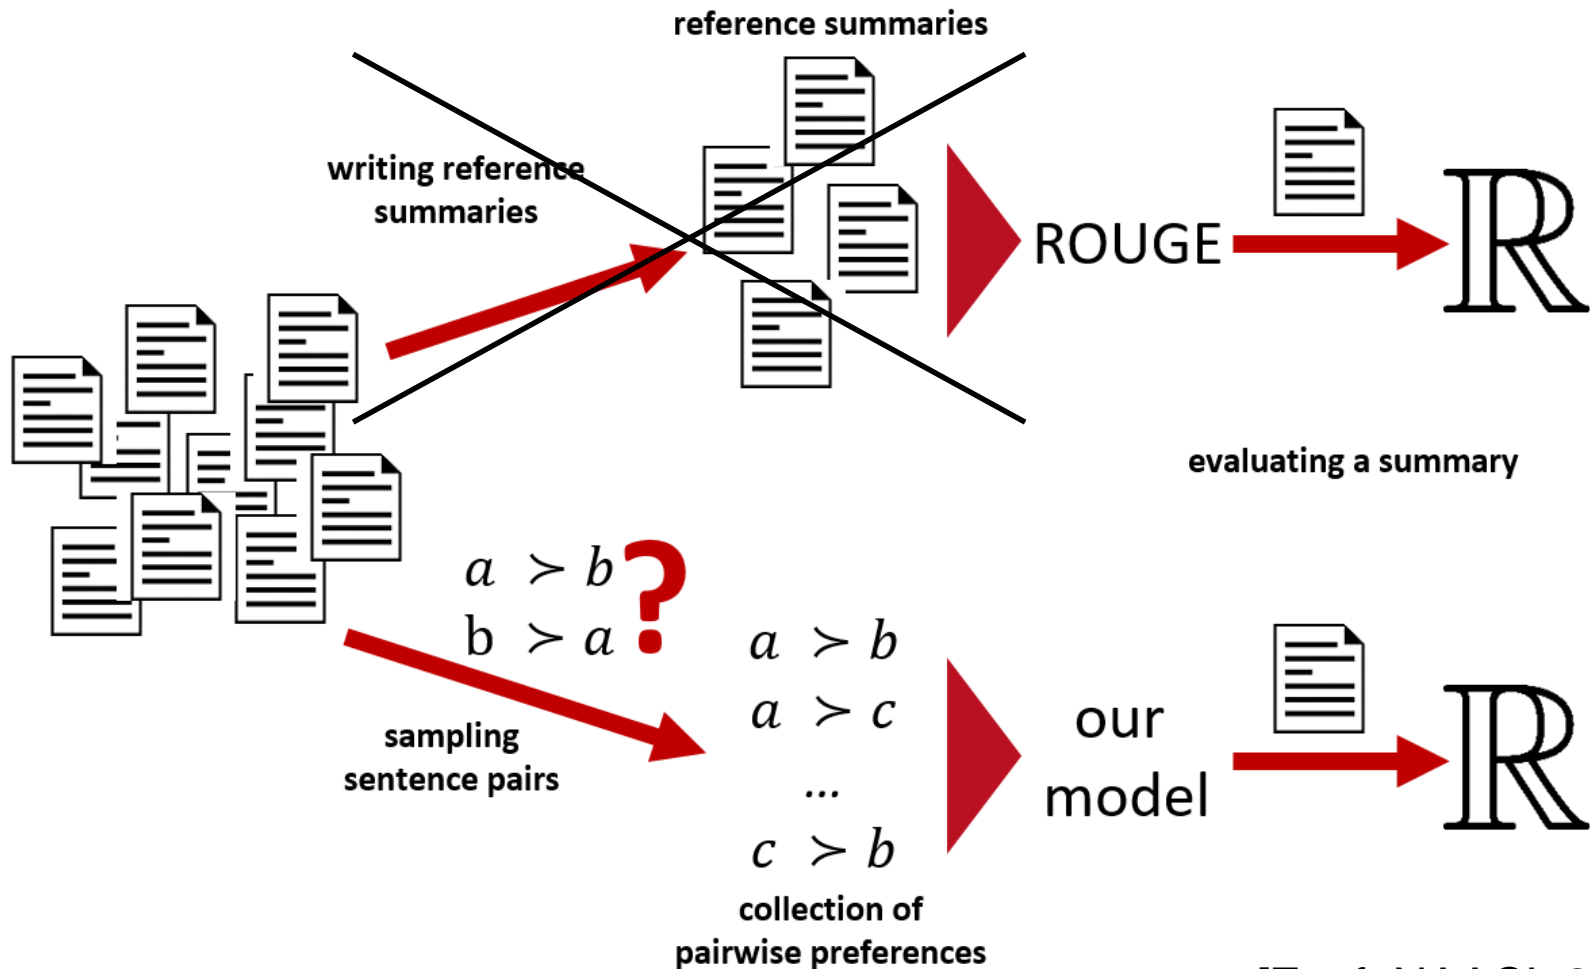 reference summaries
writing reference
summaries
ROUGE
ℝ
evaluating a summary
a ≻ b
b ≻ a
?
sampling
sentence pairs
a ≻ b
a ≻ c
...
c ≻ b
collection of
pairwise preferences
our
model
ℝ